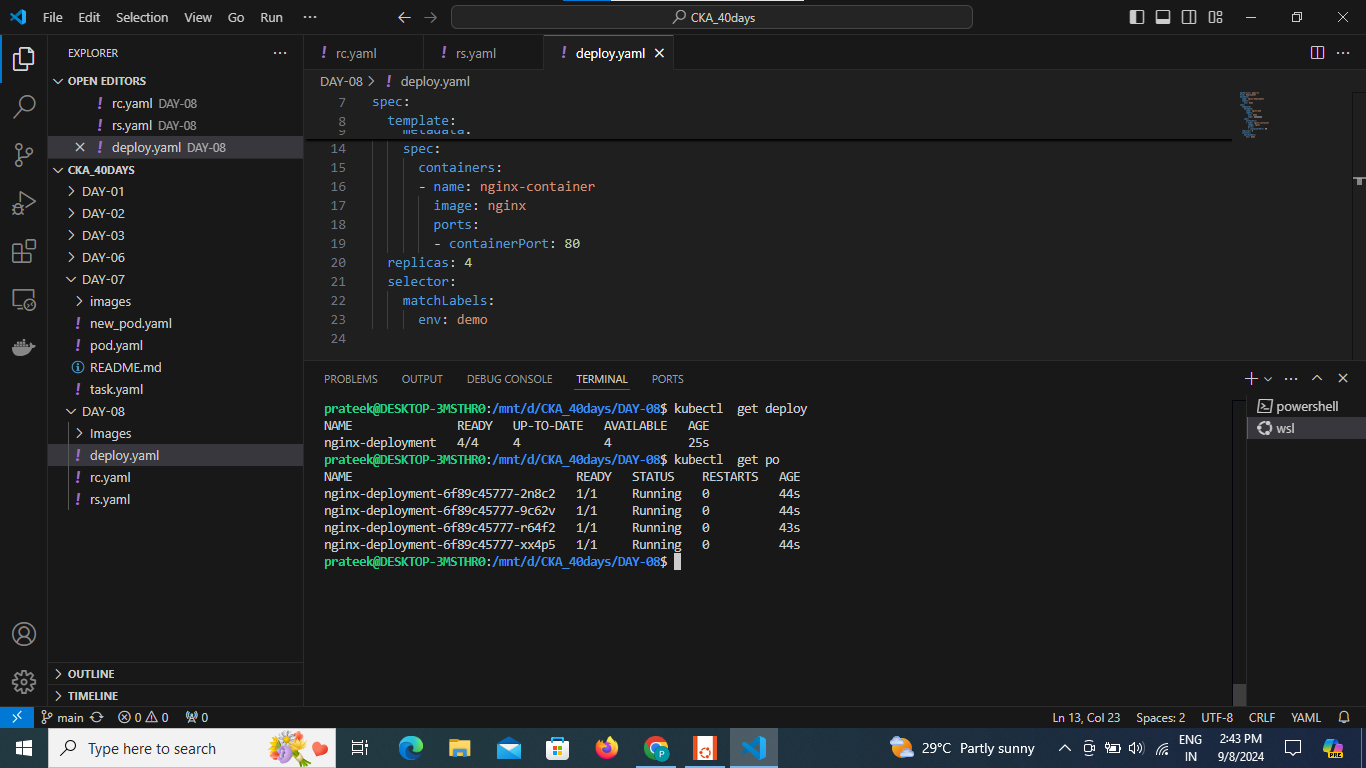 File Edit Selection View Go Run ··· CKA_40days
EXPLORER
OPEN EDITORS
rc.yaml DAY-08
rs.yaml DAY-08
deploy.yaml DAY-08
CKA_40DAYS
DAY-01
DAY-02
DAY-03
DAY-06
DAY-07
images
new_pod.yaml
pod.yaml
README.md
task.yaml
DAY-08
Images
deploy.yaml
rc.yaml
rs.yaml
OUTLINE
TIMELINE
rc.yaml rs.yaml deploy.yaml
DAY-08 > deploy.yaml
7 spec:
8 template:
9 metadata:
14 spec:
15 containers:
16 - name: nginx-container
17 image: nginx
18 ports:
19 - containerPort: 80
20 replicas: 4
21 selector:
22 matchLabels:
23 env: demo
24
PROBLEMS OUTPUT DEBUG CONSOLE TERMINAL PORTS
prateek@DESKTOP-3MSTHR0:/mnt/d/CKA_40days/DAY-08$ kubectl  get deploy
NAME READY UP-TO-DATE AVAILABLE AGE
nginx-deployment 4/4 4 4 25s
prateek@DESKTOP-3MSTHR0:/mnt/d/CKA_40days/DAY-08$ kubectl  get po
NAME READY STATUS RESTARTS AGE
nginx-deployment-6f89c45777-2n8c2 1/1 Running 0 44s
nginx-deployment-6f89c45777-9c62v 1/1 Running 0 44s
nginx-deployment-6f89c45777-r64f2 1/1 Running 0 43s
nginx-deployment-6f89c45777-xx4p5 1/1 Running 0 44s
prateek@DESKTOP-3MSTHR0:/mnt/d/CKA_40days/DAY-08$
powershell
wsl
main 0 0 0 Ln 13, Col 23 Spaces: 2 UTF-8 CRLF YAML
Type here to search 29°C Partly sunny ENG IN 2:43 PM 9/8/2024 PRE